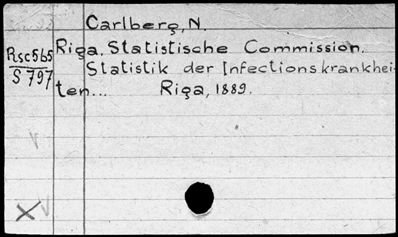 Carlberg, N.
Rsc565
S797
Riga. Statistische Commission.
Statistik der Infectionskrankhei-
ten... Riga, 1889.